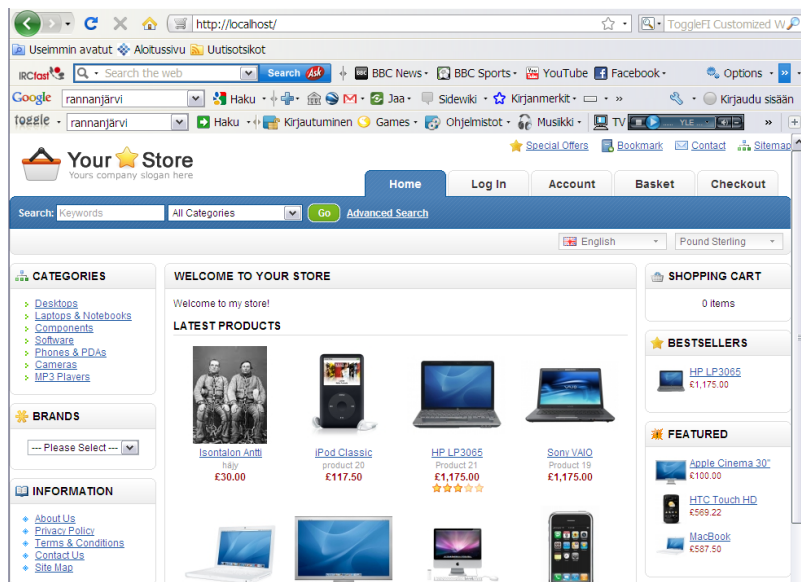 http://localhost/
ToggleFI Customized W
Useimmin avatut
Aloitussivu
Uutisotsikot
IRCfast
Search the web
Search
Ask
BBC News
BBC Sports
YouTube
Facebook
Options
Google
rannanjärvi
Haku
Jaa
Sidewiki
Kirjanmerkit
Kirjaudu sisään
toggle
rannanjärvi
Haku
Kirjautuminen
Games
Ohjelmistot
Musiikki
TV
YLE
Your Store
Yours company slogan here
Special Offers
Bookmark
Contact
Sitemap
Home
Log In
Account
Basket
Checkout
Search:
Keywords
All Categories
Go
Advanced Search
English
Pound Sterling
CATEGORIES
Desktops
Laptops & Notebooks
Components
Software
Phones & PDAs
Cameras
MP3 Players
BRANDS
--- Please Select ---
INFORMATION
About Us
Privacy Policy
Terms & Conditions
Contact Us
Site Map
WELCOME TO YOUR STORE
Welcome to my store!
LATEST PRODUCTS
Isontalon Antti
häjy
£30.00
iPod Classic
product 20
£117.50
HP LP3065
Product 21
£1,175.00
Sony VAIO
Product 19
£1,175.00
SHOPPING CART
0 items
BESTSELLERS
HP LP3065
£1,175.00
FEATURED
Apple Cinema 30"
£100.00
HTC Touch HD
£569.22
MacBook
£587.50